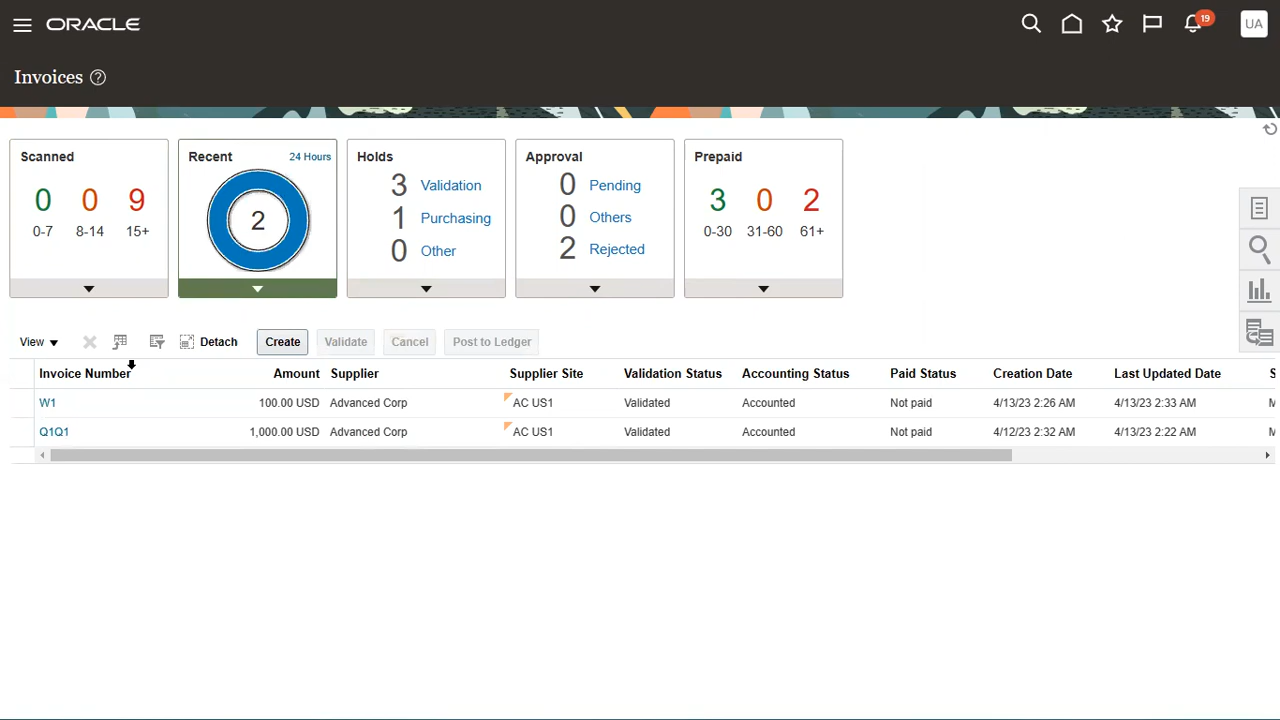 ORACLE
19
UA
Invoices
Scanned
0 0 9
0-7 8-14 15+
Recent 24 Hours
2
Holds
3 Validation
1 Purchasing
0 Other
Approval
0 Pending
0 Others
2 Rejected
Prepaid
3 0 2
0-30 31-60 61+
View Detach Create Validate Cancel Post to Ledger
Invoice Number Amount Supplier Supplier Site Validation Status Accounting Status Paid Status Creation Date Last Updated Date S
W1 100.00 USD Advanced Corp AC US1 Validated Accounted Not paid 4/13/23 2:26 AM 4/13/23 2:33 AM M
Q1Q1 1,000.00 USD Advanced Corp AC US1 Validated Accounted Not paid 4/12/23 2:32 AM 4/13/23 2:22 AM M